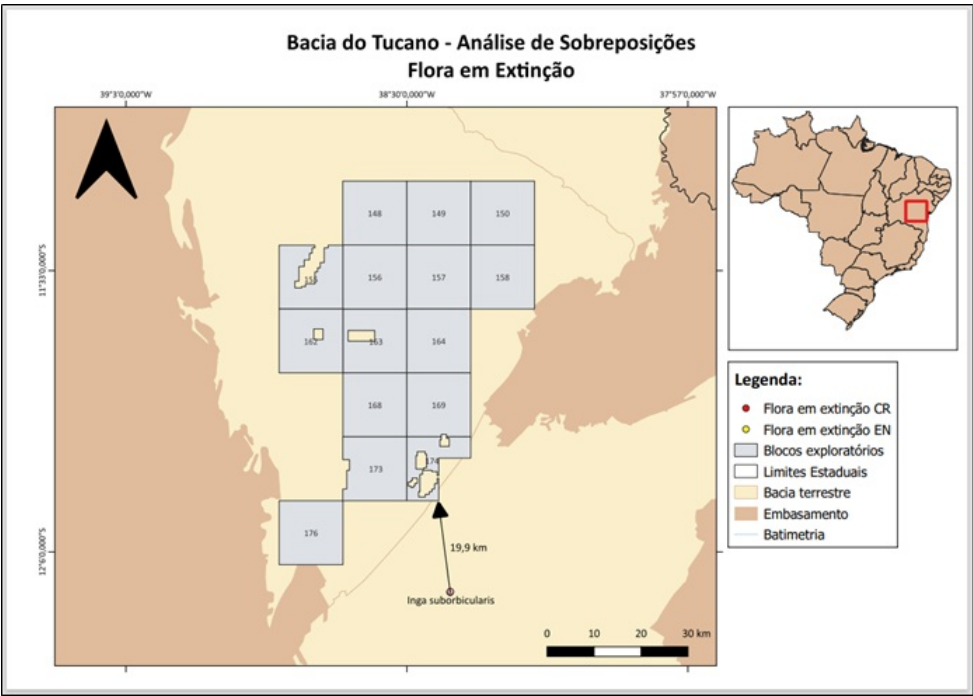 Bacia do Tucano - Análise de Sobreposições
Flora em Extinção
39°3'0,000"W
38°30'0,000"W
37°57'0,000"W
11°33'0,000"S
12°6'0,000"S
148
149
150
155
156
157
158
162
163
164
168
169
173
174
176
19,9 km
Inga suborbicularis
0 10 20 30 km
Legenda:
Flora em extinção CR
Flora em extinção EN
Blocos exploratórios
Limites Estaduais
Bacia terrestre
Embasamento
Batimetria